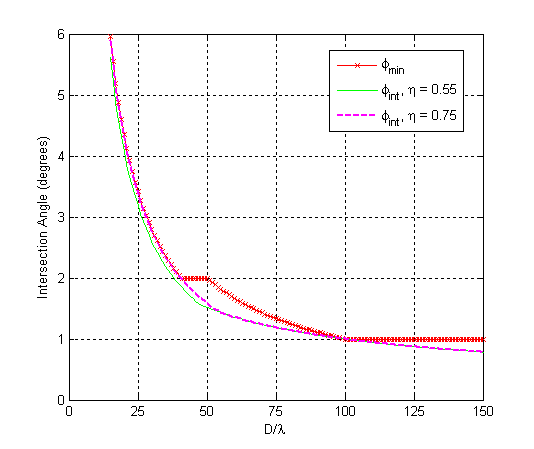 6
5
4
3
2
1
0
Intersection Angle (degrees)
ϕmin
ϕint, η = 0.55
ϕint, η = 0.75
0 25 50 75 100 125 150
D/λ